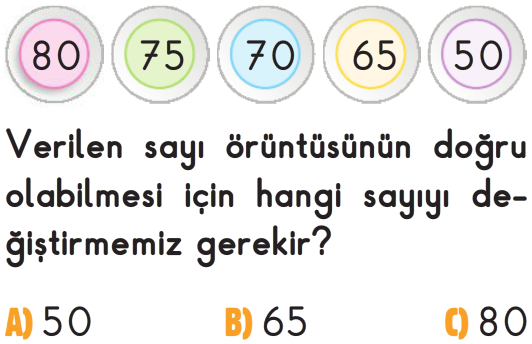 80 75 70 65 50
Verilen sayı örüntüsünün doğru
olabilmesi için hangi sayıyı de-
ğiştirmemiz gerekir?
A) 50 B) 65 C) 80